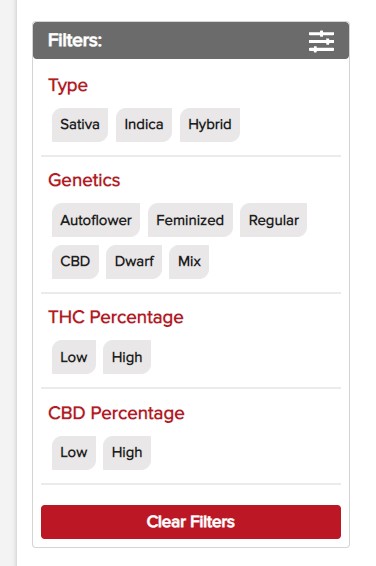 Filters:
Type
Sativa Indica Hybrid
Genetics
Autoflower Feminized Regular
CBD Dwarf Mix
THC Percentage
Low High
CBD Percentage
Low High
Clear Filters